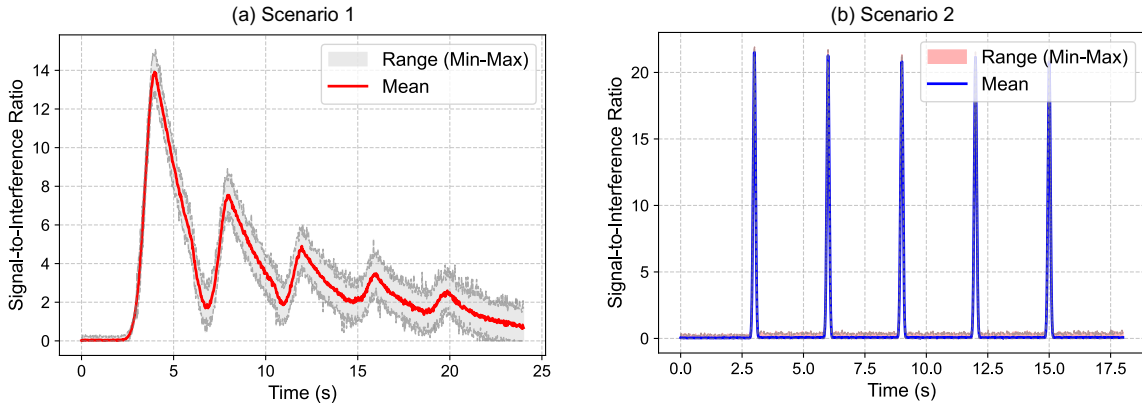 (a) Scenario 1
Signal-to-Interference Ratio
14
12
10
8
6
4
2
0
Range (Min-Max)
Mean
0
5
10
15
20
25
Time (s)
(b) Scenario 2
Signal-to-Interference Ratio
20
15
10
5
0
Range (Min-Max)
Mean
0.0
2.5
5.0
7.5
10.0
12.5
15.0
17.5
Time (s)